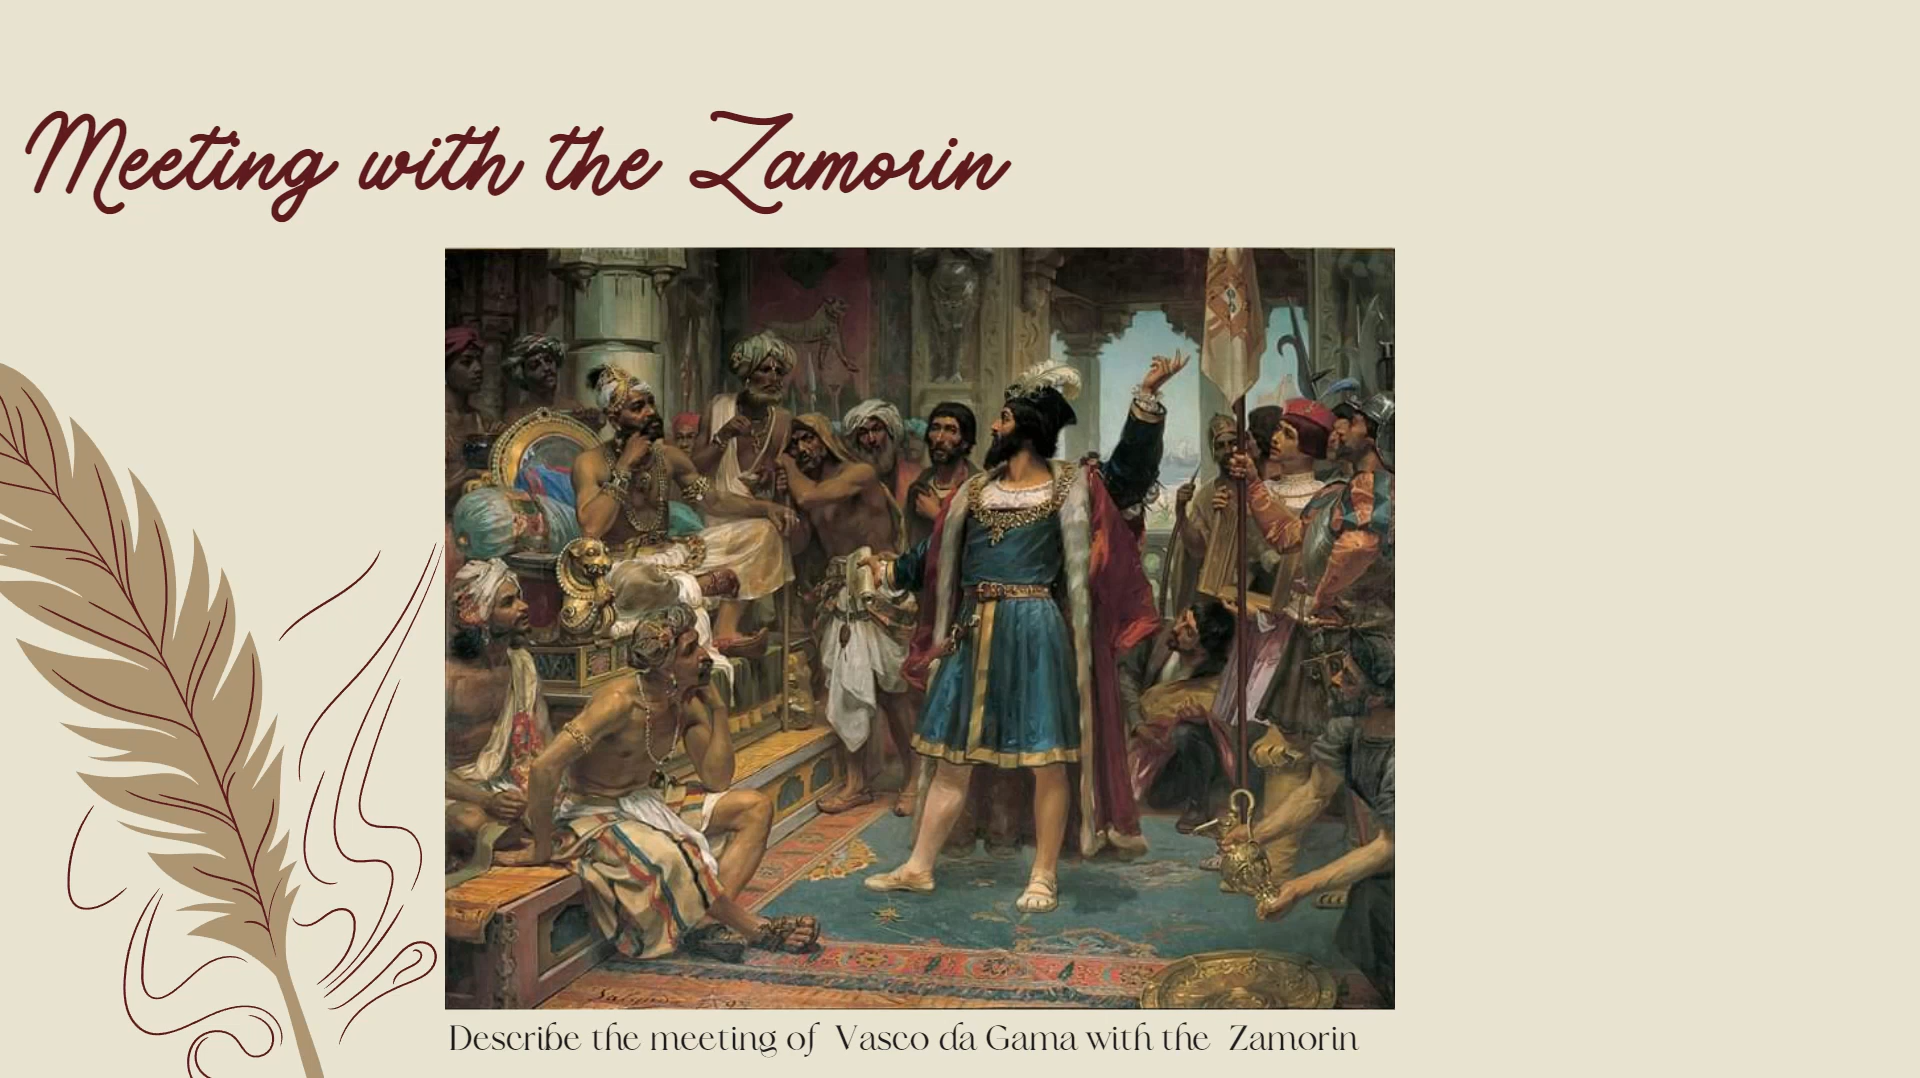 Meeting with the Zamorin
Describe the meeting of Vasco da Gama with the Zamorin